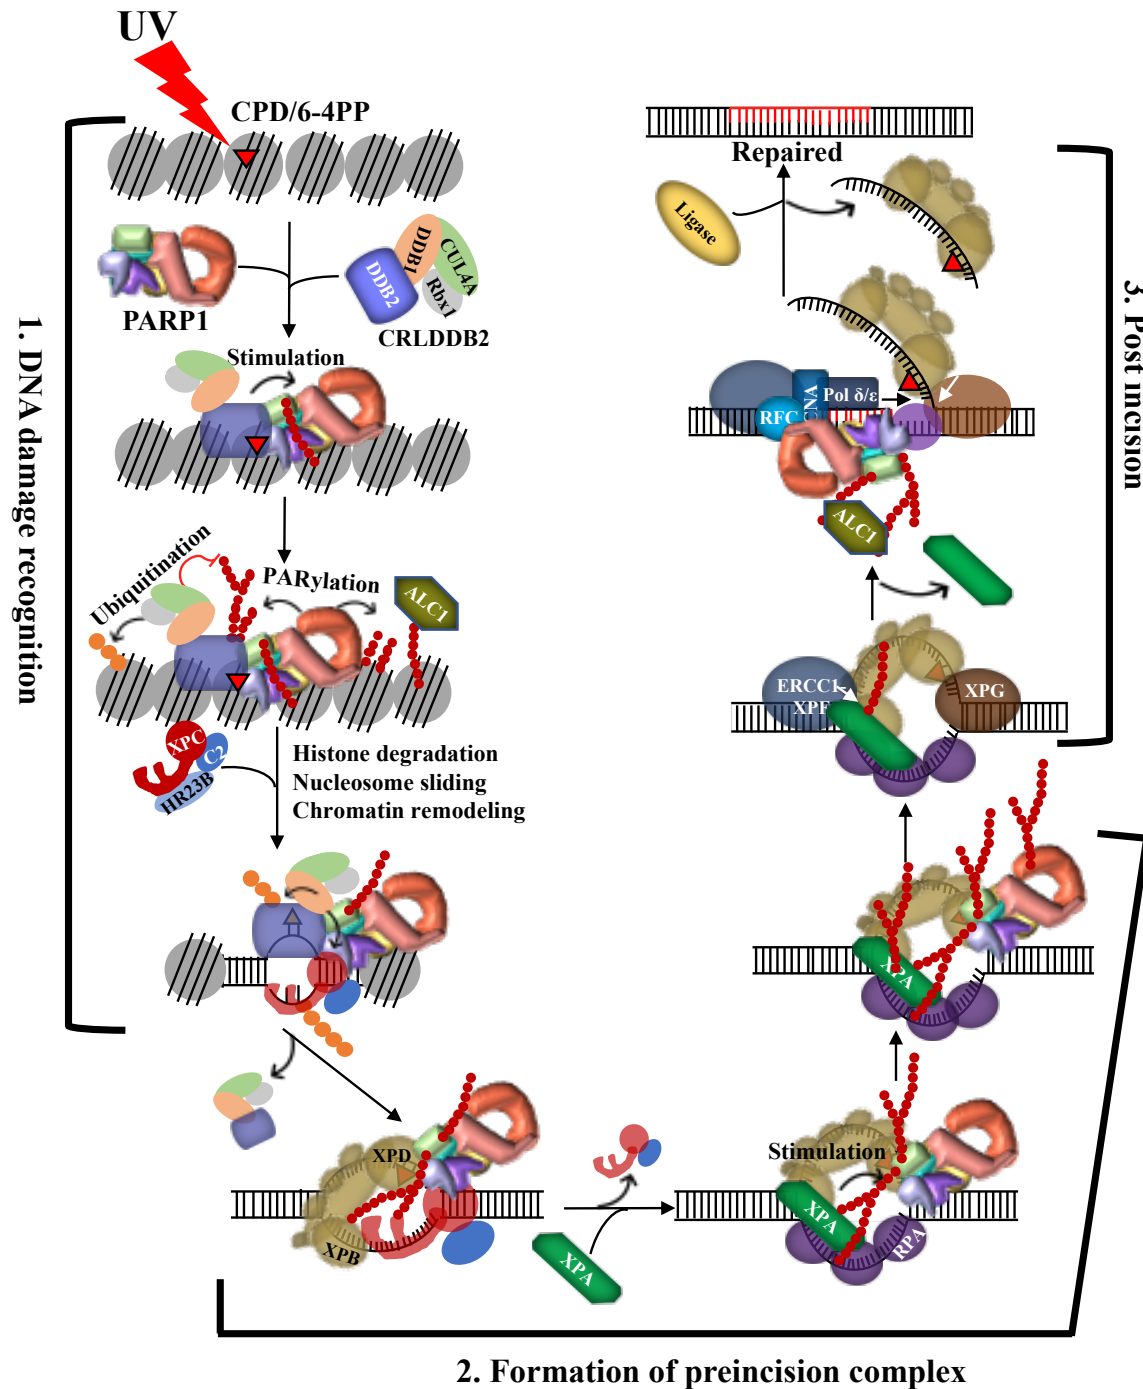 UV
CPD/6-4PP
PARP1
DDB2
DDB1
CUL4A
Rbx1
CRLDDB2
Stimulation
1. DNA damage recognition
Ubiquitination
PARylation
ALC1
XPC
C2
HR23B
Histone degradation
Nucleosome sliding
Chromatin remodeling
XPD
XPB
XPA
2. Formation of preincision complex
Stimulation
XPA
RPA
XPA
ERCC1-
XPF
XPG
ALC1
RFC
CNA
Pol δ/ε
Ligase
Repaired
3. Post incision